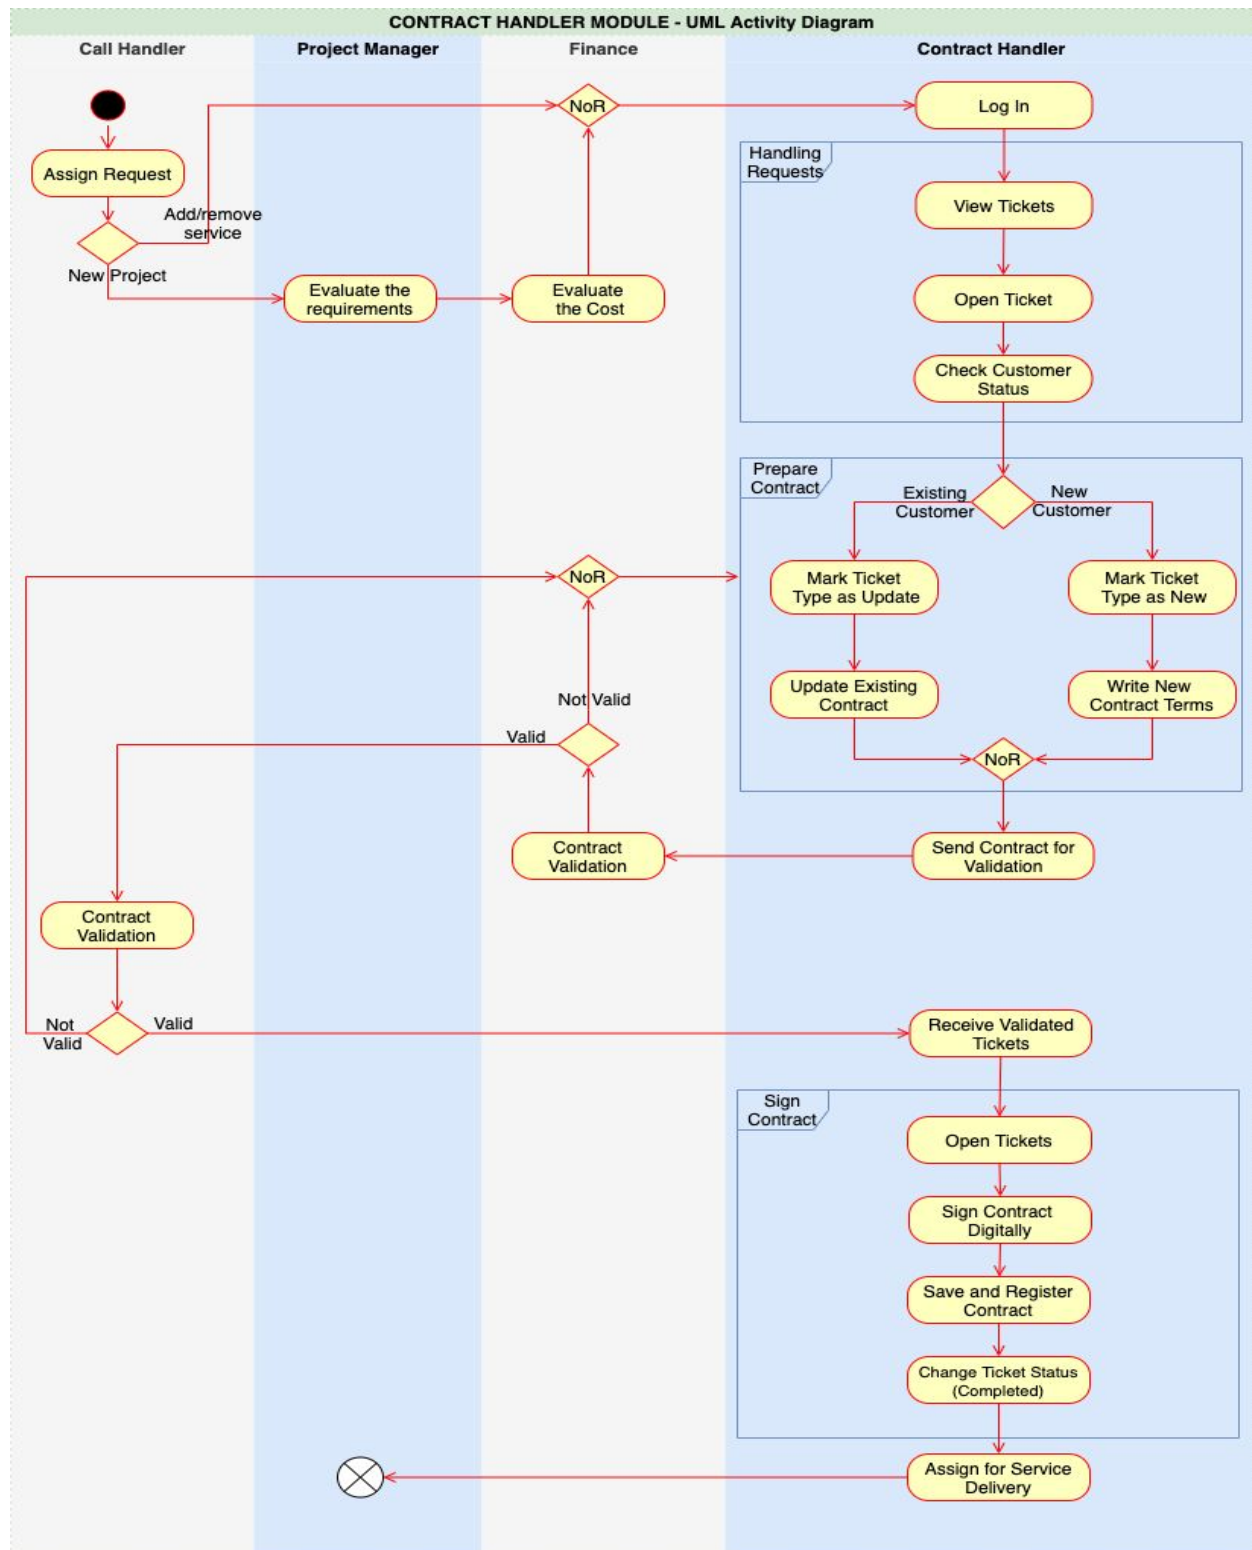 CONTRACT HANDLER MODULE - UML Activity Diagram
Call Handler
Project Manager
Finance
Contract Handler
NoR
Log In
Handling
Requests
Assign Request
View Tickets
Add/remove
service
New Project
Evaluate the
requirements
Evaluate
the Cost
Open Ticket
Check Customer
Status
Prepare
Contract
Existing
Customer
New
Customer
NoR
Mark Ticket
Type as Update
Mark Ticket
Type as New
Not Valid
Update Existing
Contract
Write New
Contract Terms
Valid
NoR
Contract
Validation
Send Contract for
Validation
Contract
Validation
Not
Valid
Valid
Receive Validated
Tickets
Sign
Contract
Open Tickets
Sign Contract
Digitally
Save and Register
Contract
Change Ticket Status
(Completed)
Assign for Service
Delivery